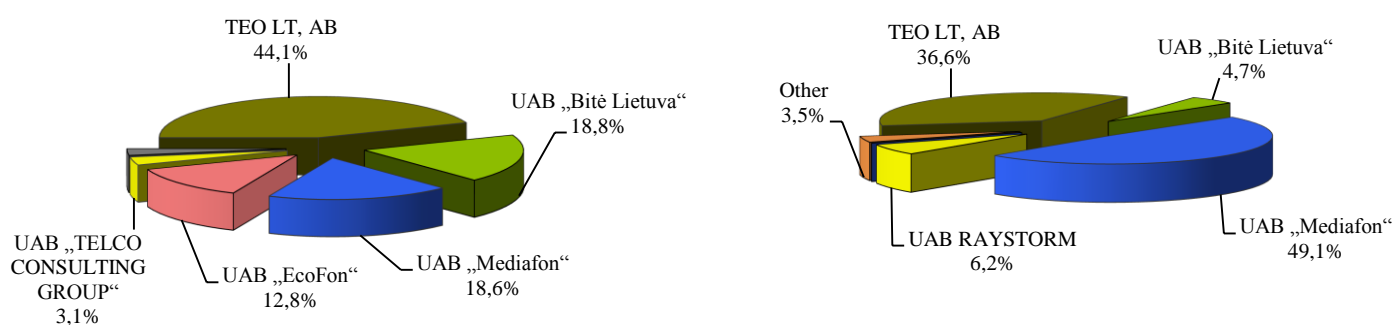 TEO LT, AB
44,1%
UAB „Bitė Lietuva“
18,8%
UAB „Mediafon“
18,6%
UAB „EcoFon“
12,8%
UAB „TELCO
CONSULTING
GROUP“
3,1%
TEO LT, AB
36,6%
UAB „Bitė Lietuva“
4,7%
Other
3,5%
UAB RAYSTORM
6,2%
UAB „Mediafon“
49,1%